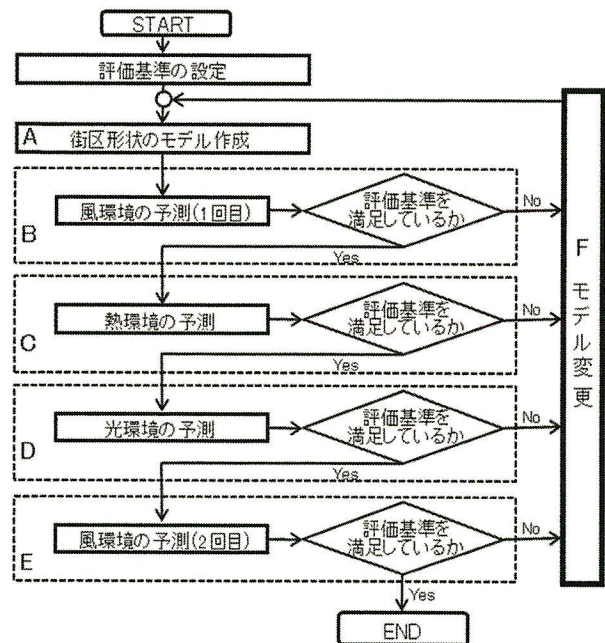 START
評価基準の設定
A 街区形状のモデル作成
B
風環境の予測(1回目)
評価基準を
満足しているか
No
Yes
C
熱環境の予測
評価基準を
満足しているか
No
Yes
D
光環境の予測
評価基準を
満足しているか
No
Yes
E
風環境の予測(2回目)
評価基準を
満足しているか
No
Yes
END
F モデル変更